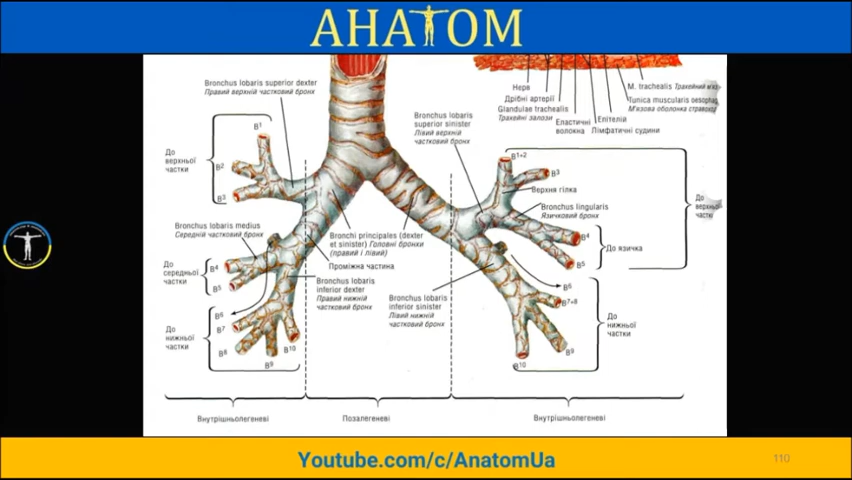 АНАТОМ
Bronchus lobaris superior dexter
Правий верхній частковий бронх
Нерв
Дрібні артерії
Glandulae trachealis
Трахейні залози
Еластичні
волокна
Епітелій
Лімфатичні судини
M. trachealis Трахейний
Tunica muscularis
М'язова оболонка
Bronchus lobaris
superior sinister
Лівий верхній
частковий бронх
До
верхньої
частки
B1
B2
B3
B1+2
B3
Верхня гілка
Bronchus lingularis
Язичковий бронх
До
частки
Bronchus lobaris medius
Середній частковий бронх
Bronchi principales (dexter
et sinister) Головні бронхи
(правий і лівий)
Проміжна частина
B4
B5
До язичка
До
середньої
частки
B4
B5
Bronchus lobaris
inferior dexter
Правий нижній
частковий бронх
Bronchus lobaris
inferior sinister
Лівий нижній
частковий бронх
До
нижньої
частки
B6
B7
B8
B9
B10
B6
B7+8
B9
B10
До
нижньої
частки
Внутрішньолегеневі
Позалегеневі
Внутрішньолегеневі
Youtube.com/c/AnatomUa
110